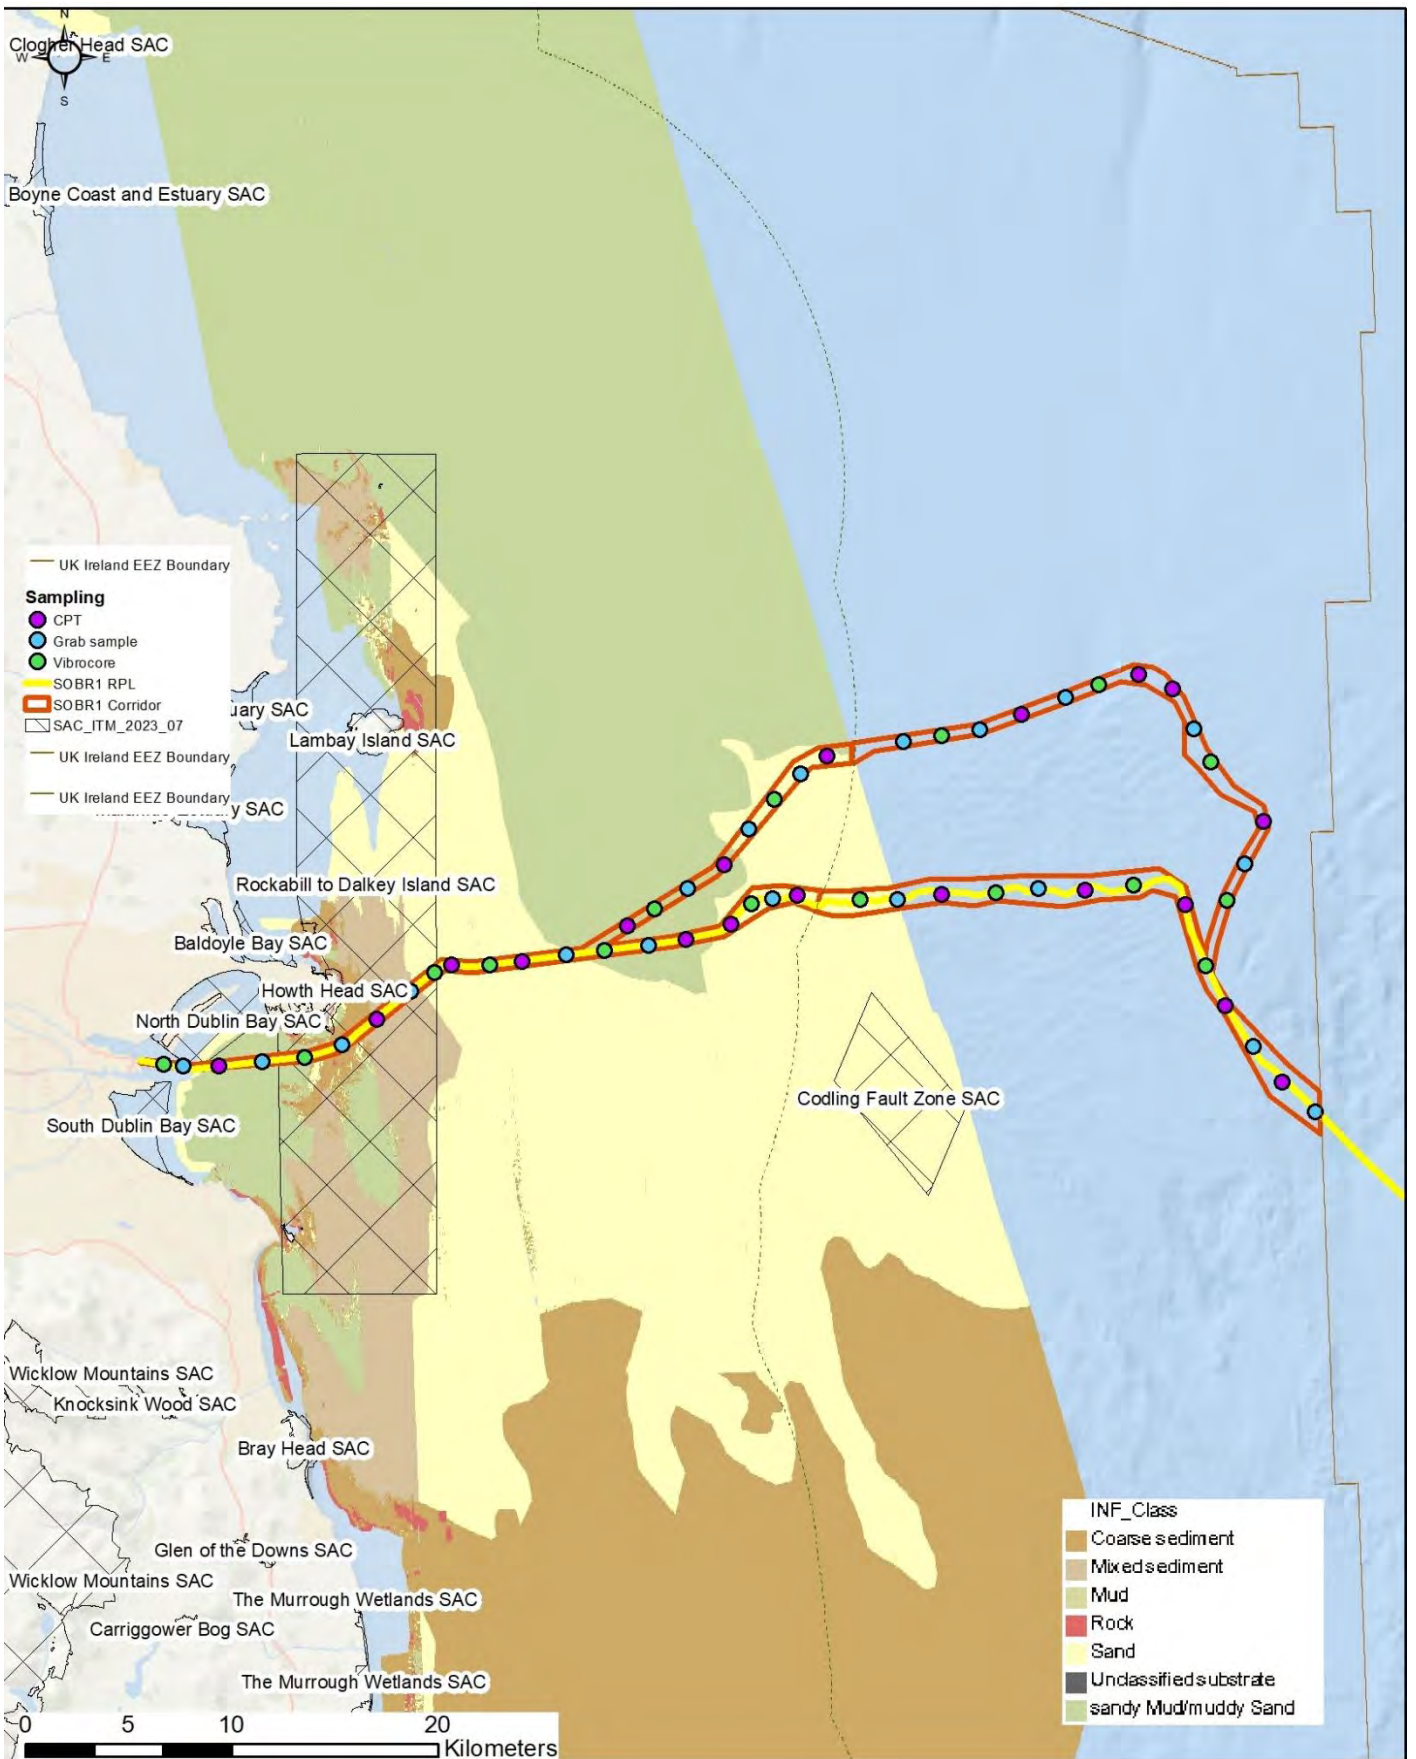 N
Clogher Head SAC
W
E
S
Boyne Coast and Estuary SAC
UK Ireland EEZ Boundary
Sampling
CPT
Grab sample
Vibrocore
SOBR1 RPL
SOBR1 Corridor
SAC_ITM_2023_07
UK Ireland EEZ Boundary
UK Ireland EEZ Boundary
uary SAC
Lambay Island SAC
SAC
Rockabill to Dalkey Island SAC
Baldoyle Bay SAC
Howth Head SAC
North Dublin Bay SAC
South Dublin Bay SAC
Codling Fault Zone SAC
Wicklow Mountains SAC
Knocksink Wood SAC
Bray Head SAC
Glen of the Downs SAC
Wicklow Mountains SAC
The Murrough Wetlands SAC
Carriggower Bog SAC
The Murrough Wetlands SAC
INF_Class
Coarse sediment
Mixed sediment
Mud
Rock
Sand
Unclassified substrate
sandy Mud/muddy Sand
0 5 10 20
Kilometers